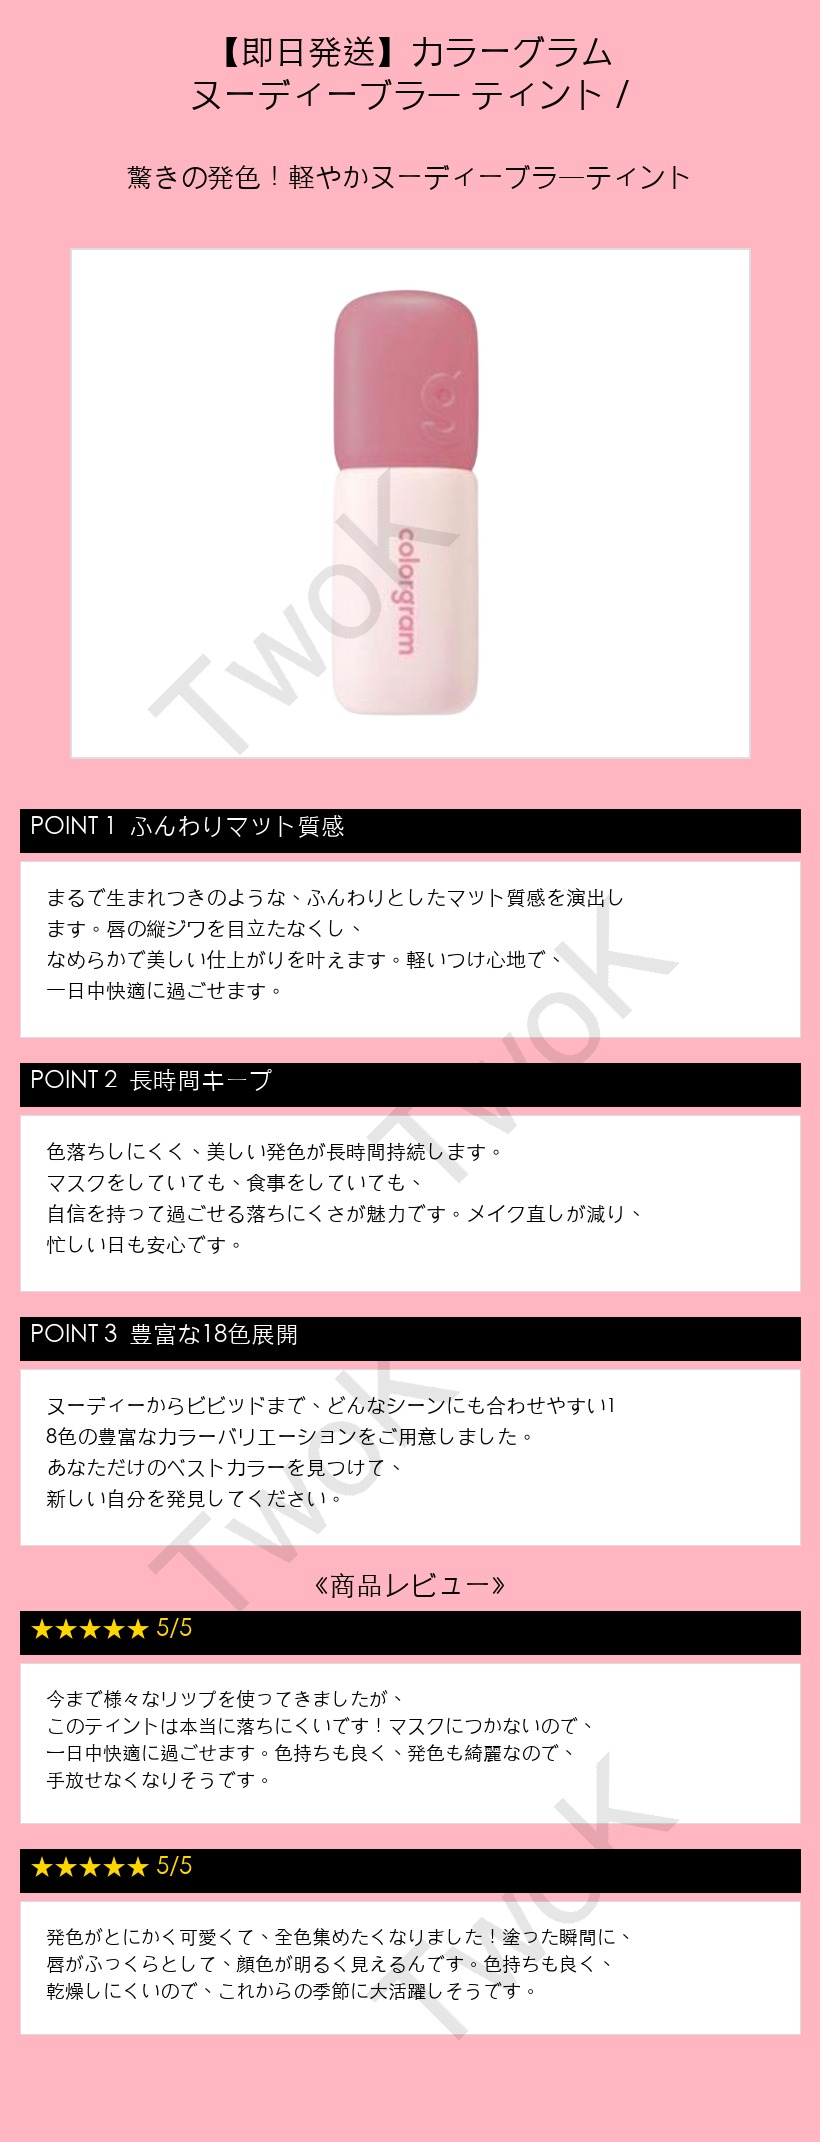 【即日発送】カラーグラム
ヌーディーブラー ティント /
驚きの発色！軽やかヌーディーブラーティント
colorgram
TwoK
POINT 1 ふんわりマット質感
まるで生まれつきのような、ふんわりとしたマット質感を演出し
ます。唇の縦ジワを目立たなくし、
なめらかで美しい仕上がりを叶えます。軽いつけ心地で、
一日中快適に過ごせます。
TwoK
POINT 2 長時間キープ
色落ちしにくく、美しい発色が長時間持続します。
マスクをしていても、食事をしていても、
自信を持って過ごせる落ちにくさが魅力です。メイク直しが減り、
忙しい日も安心です。
POINT 3 豊富な18色展開
ヌーディーからビビッドまで、どんなシーンにも合わせやすい1
8色の豊富なカラーバリエーションをご用意しました。
あなただけのベストカラーを見つけて、
新しい自分を発見してください。
TwoK
《商品レビュー》
★★★★★ 5/5
今まで様々なリップを使ってきましたが、
このティントは本当に落ちにくいです！マスクにつかないので、
一日中快適に過ごせます。色持ちも良く、発色も綺麗なので、
手放せなくなりそうです。
★★★★★ 5/5
発色がとにかく可愛くて、全色集めたくなりました！塗った瞬間に、
唇がふっくらとして、顔色が明るく見えるんです。色持ちも良く、
乾燥しにくいので、これからの季節に大活躍しそうです。
TwoK